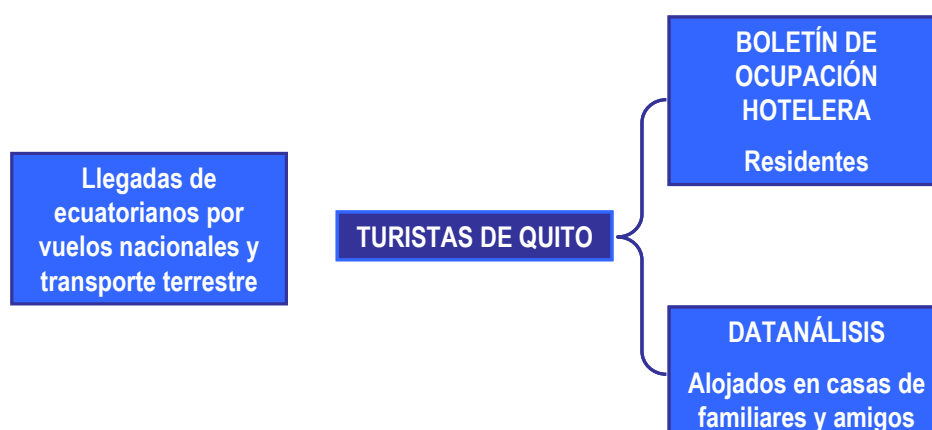 Llegadas de
ecuatorianos por
vuelos nacionales y
transporte terrestre
TURISTAS DE QUITO
BOLETÍN DE
OCUPACIÓN
HOTELERA
Residentes
DATANÁLISIS
Alojados en casas de
familiares y amigos